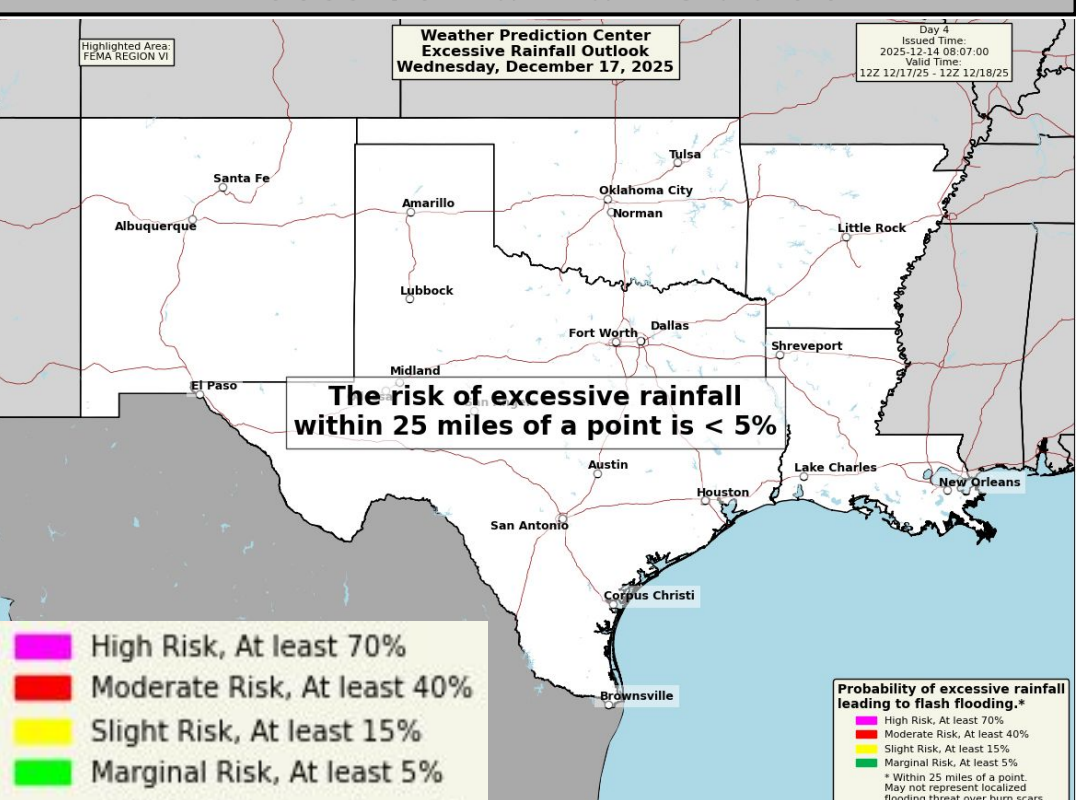 Highlighted Area:
FEMA REGION VI
Weather Prediction Center
Excessive Rainfall Outlook
Wednesday, December 17, 2025
Day 4
Issued Time:
2025-12-14 08:07:00
Valid Time:
12Z 12/17/25 - 12Z 12/18/25
Tulsa
Santa Fe
Oklahoma City
Amarillo
Norman
Albuquerque
Little Rock
Lubbock
Fort Worth
Dallas
Shreveport
Midland
El Paso
The risk of excessive rainfall
within 25 miles of a point is < 5%
Austin
Lake Charles
New Orleans
Houston
San Antonio
Corpus Christi
Brownsville
High Risk, At least 70%
Moderate Risk, At least 40%
Slight Risk, At least 15%
Marginal Risk, At least 5%
Probability of excessive rainfall
leading to flash flooding.*
High Risk, At least 70%
Moderate Risk, At least 40%
Slight Risk, At least 15%
Marginal Risk, At least 5%
* Within 25 miles of a point.
May not represent localized
flooding threat over burn scars